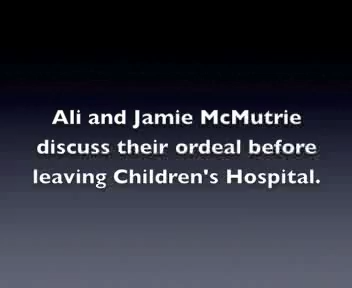 Ali and Jamie McMutrie
discuss their ordeal before
leaving Children's Hospital.